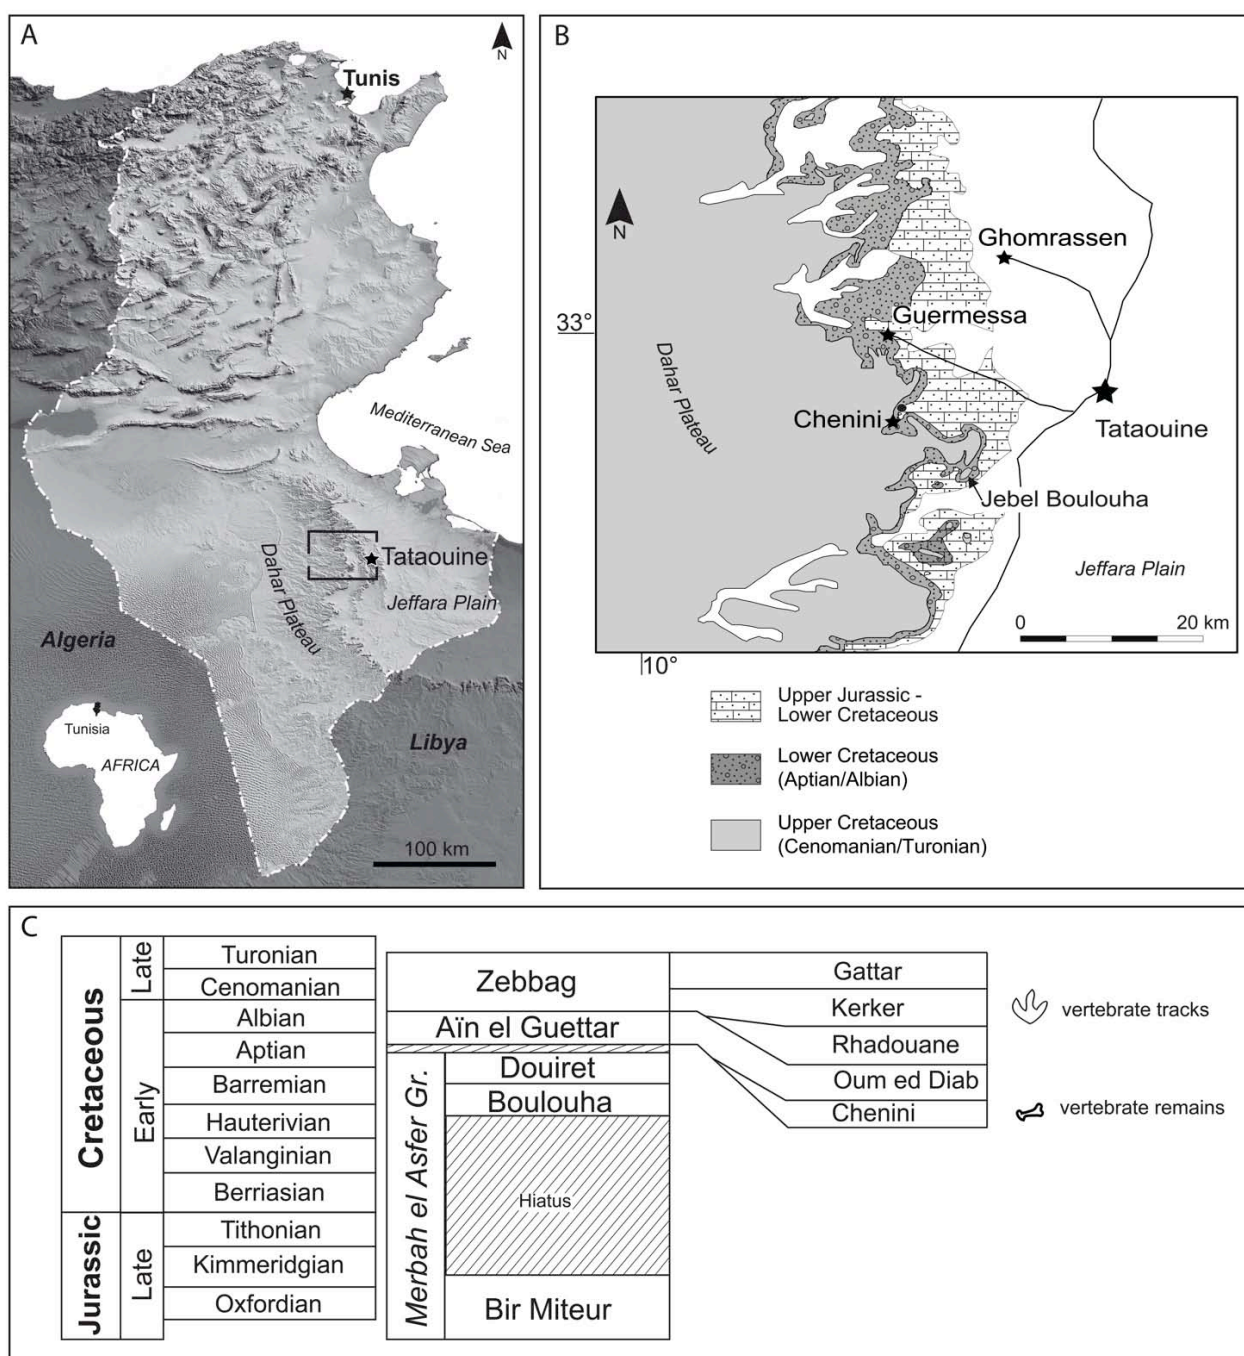 A
N
Tunis
Mediterranean Sea
Tataouine
Dahar Plateau
Jeffara Plain
Algeria
Tunisia
AFRICA
Libya
100 km
B
N
Ghomrassen
33°
Guermessa
Dahar Plateau
Chenini
Tataouine
Jebel Boulouha
Jeffara Plain
0 20 km
10°
Upper Jurassic -
Lower Cretaceous
Lower Cretaceous
(Aptian/Albian)
Upper Cretaceous
(Cenomanian/Turonian)
C
Cretaceous
Late
Turonian
Cenomanian
Early
Albian
Aptian
Barremian
Hauterivian
Valanginian
Berriasian
Jurassic
Late
Tithonian
Kimmeridgian
Oxfordian
Zebbag
Aïn el Guettar
Merbah el Asfer Gr.
Douiret
Boulouha
Hiatus
Bir Miteur
Gattar
Kerker
Rhadouane
Oum ed Diab
Chenini
vertebrate tracks
vertebrate remains